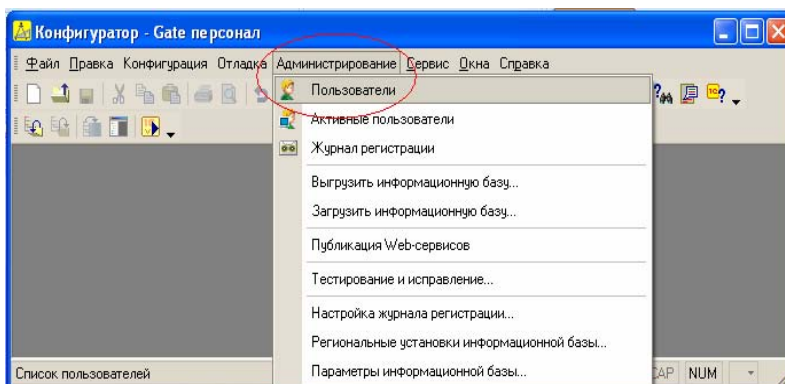 Конфигуратор - Gate персонал
Файл Правка Конфигурация Отладка Администрирование Сервис Окна Справка
Пользователи
Активные пользователи
Журнал регистрации
Выгрузить информационную базу...
Загрузить информационную базу...
Публикация Web-сервисов
Тестирование и исправление...
Настройка журнала регистрации...
Региональные установки информационной базы...
Параметры информационной базы...
Список пользователей
CAP NUM